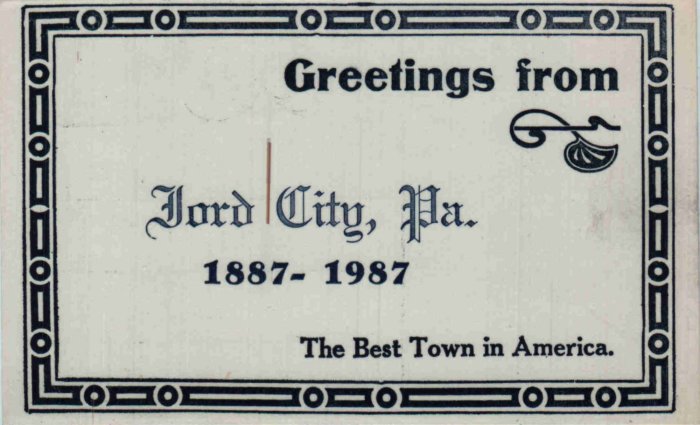 Greetings from
Ford City, Pa.
1887- 1987
The Best Town in America.